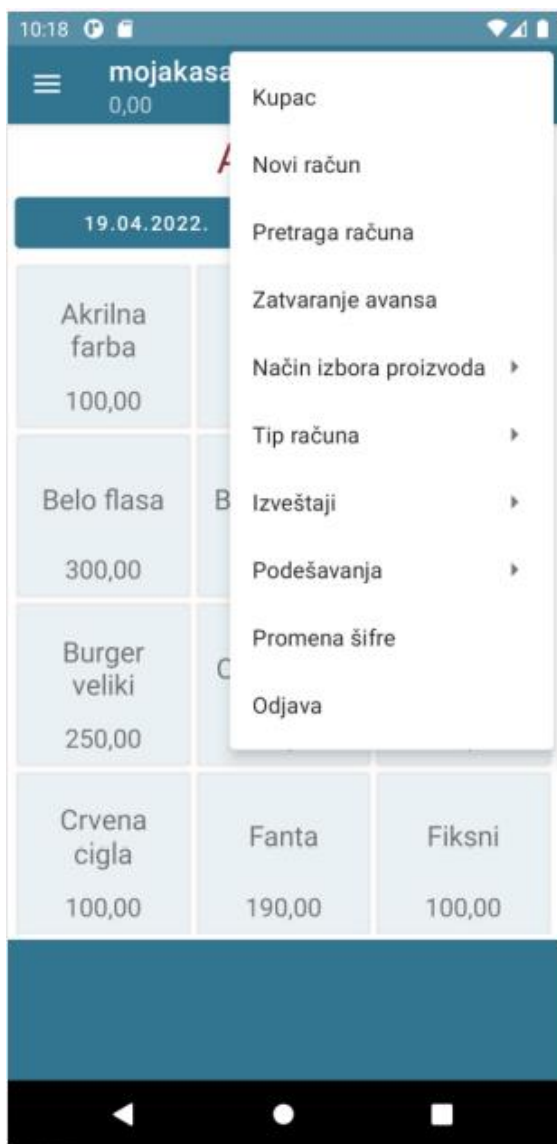 10:18
mojakasa
0,00
Kupac
Novi račun
Pretraga računa
Zatvaranje avansa
Način izbora proizvoda
Tip računa
Izveštaji
Podešavanja
Promena šifre
Odjava
19.04.2022.
Akrilna
farba
100,00
Belo flasa
300,00
Burger
veliki
250,00
Crvena
cigla
100,00
Fanta
190,00
Fiksni
100,00